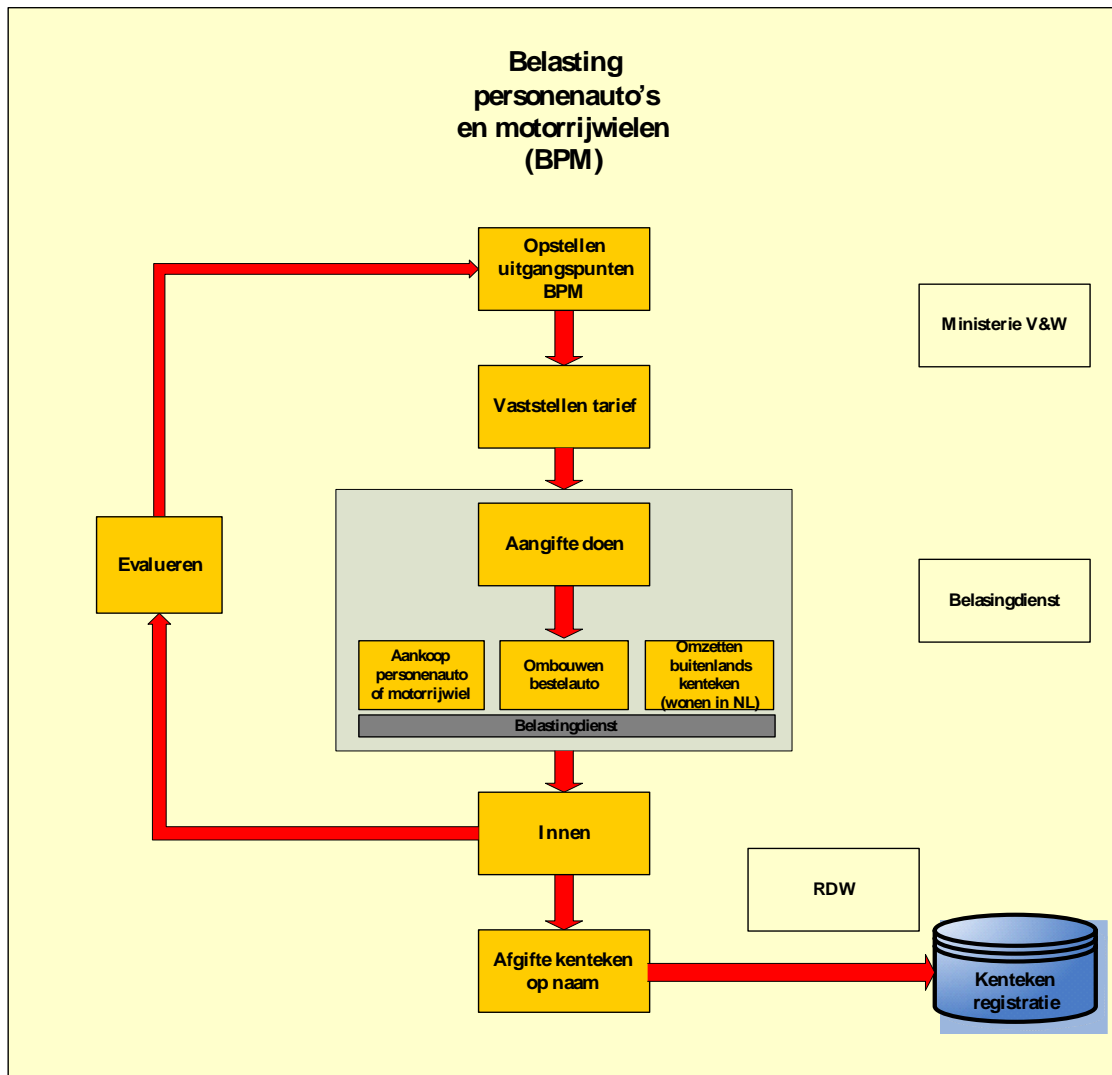 Belasting
personenauto's
en motorrijwielen
(BPM)
Opstellen
uitgangspunten
BPM
Ministerie V&W
Vaststellen tarief
Aangifte doen
Evalueren
Belasingdienst
Aankoop
personenauto
of motorrijwiel
Ombouwen
bestelauto
Omzetten
buitenlands
kenteken
(wonen in NL)
Belastingdienst
Innen
RDW
Afgifte kenteken
op naam
Kenteken
registratie